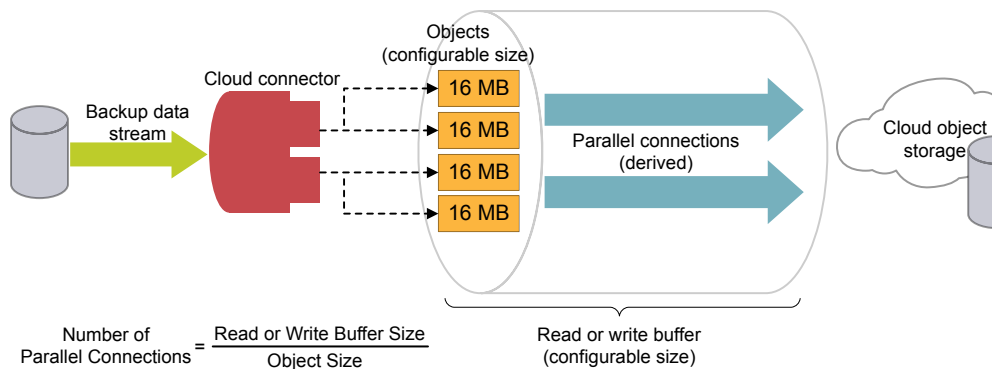 Objects
(configurable size)
Cloud connector
Backup data
stream
16 MB
16 MB
16 MB
16 MB
Parallel connections
(derived)
Cloud object
storage
Number of
Parallel Connections
=
Read or Write Buffer Size
Object Size
Read or write buffer
(configurable size)